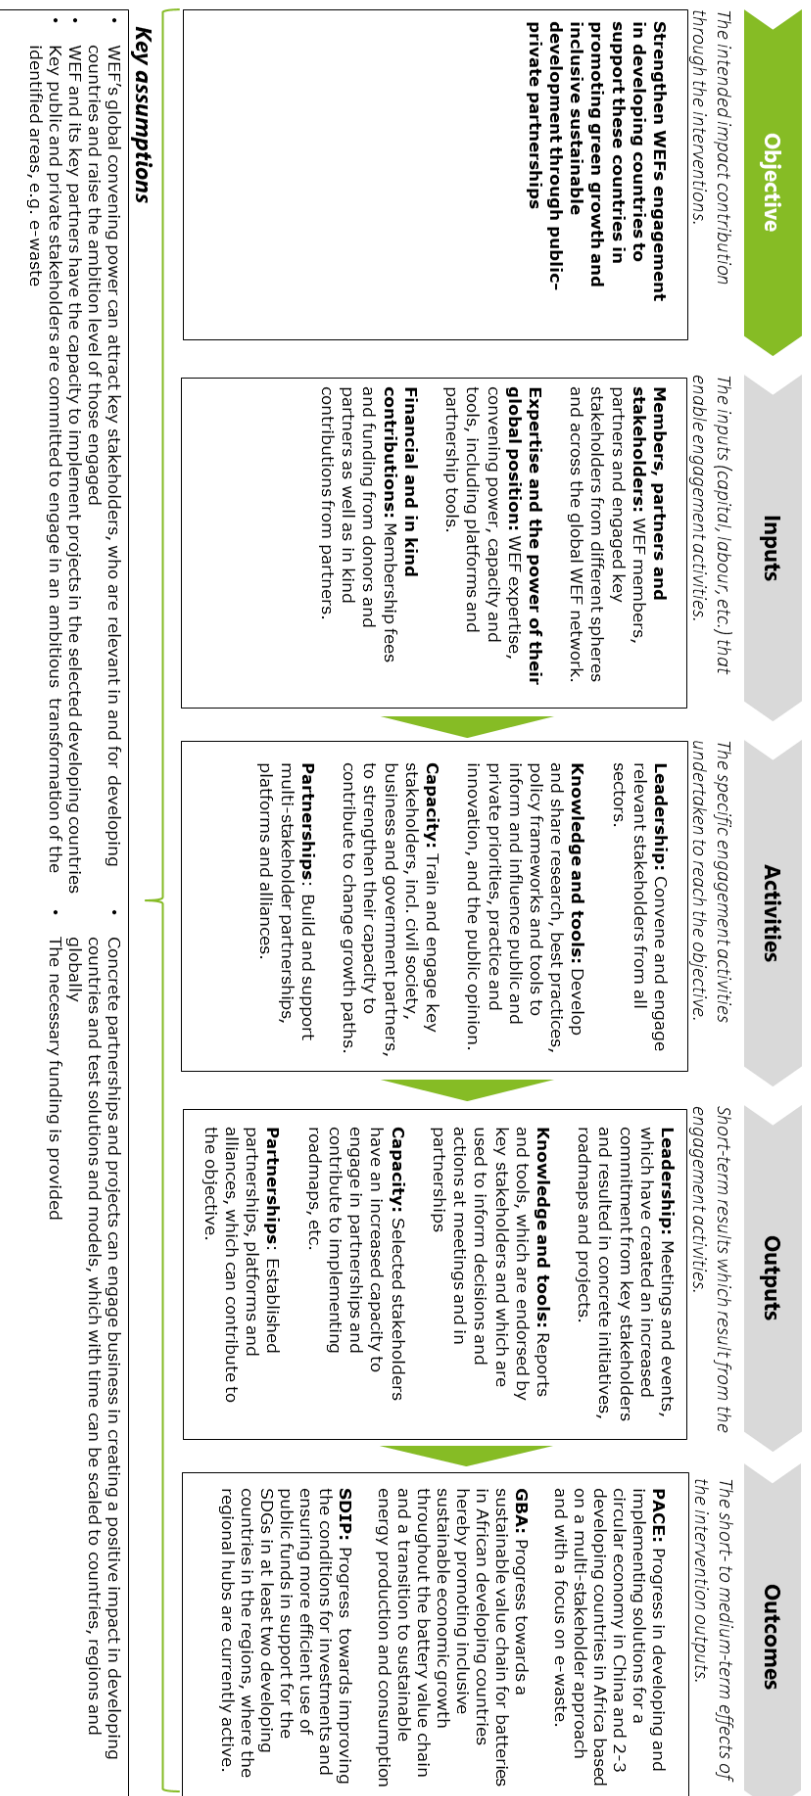 Objective
The intended impact contribution
through the interventions.
Strengthen WEFs engagement
in developing countries to
support these countries in
promoting green growth and
inclusive sustainable
development through public-
private partnerships
Inputs
The inputs (capital, labour, etc.) that
enable engagement activities.
Members, partners and
stakeholders: WEF members,
partners and engaged key
stakeholders from different spheres
and across the global WEF network.
Expertise and the power of their
global position: WEF expertise,
convening power, capacity and
tools, including platforms and
partnership tools.
Financial and in kind
contributions: Membership fees
and funding from donors and
partners as well as in kind
contributions from partners.
Activities
The specific engagement activities
undertaken to reach the objective.
Leadership: Convene and engage
relevant stakeholders from all
sectors.
Knowledge and tools: Develop
and share research, best practices,
policy frameworks and tools to
inform and influence public and
private priorities, practice and
innovation, and the public opinion.
Capacity: Train and engage key
stakeholders, incl. civil society,
business and government partners,
to strengthen their capacity to
contribute to change growth paths.
Partnerships: Build and support
multi-stakeholder partnerships,
platforms and alliances.
Outputs
Short-term results which result from the
engagement activities.
Leadership: Meetings and events,
which have created an increased
commitment from key stakeholders
and resulted in concrete initiatives,
roadmaps and projects.
Knowledge and tools: Reports
and tools, which are endorsed by
key stakeholders and which are
used to inform decisions and
actions at meetings and in
partnerships
Capacity: Selected stakeholders
have an increased capacity to
engage in partnerships and
contribute to implementing
roadmaps, etc.
Partnerships: Established
partnerships, platforms and
alliances, which can contribute to
the objective.
Outcomes
The short- to medium-term effects of
the intervention outputs.
PACE: Progress in developing and
implementing solutions for a
circular economy in China and 2-3
developing countries in Africa based
on a multi-stakeholder approach
and with a focus on e-waste.
GBA: Progress towards a
sustainable value chain for batteries
in African developing countries
hereby promoting inclusive
sustainable economic growth
throughout the battery value chain
and a transition to sustainable
energy production and consumption
SDIP: Progress towards improving
the conditions for investments and
ensuring more efficient use of
public funds in support for the
SDGs in at least two developing
countries in the regions, where the
regional hubs are currently active.
Key assumptions
• WEF's global convening power can attract key stakeholders, who are relevant in and for developing
countries and raise the ambition level of those engaged
• WEF and its key partners have the capacity to implement projects in the selected developing countries
• Key public and private stakeholders are committed to engage in an ambitious transformation of the
identified areas, e.g. e-waste
• Concrete partnerships and projects can engage business in creating a positive impact in developing
countries and test solutions and models, which with time can be scaled to countries, regions and
globally
• The necessary funding is provided